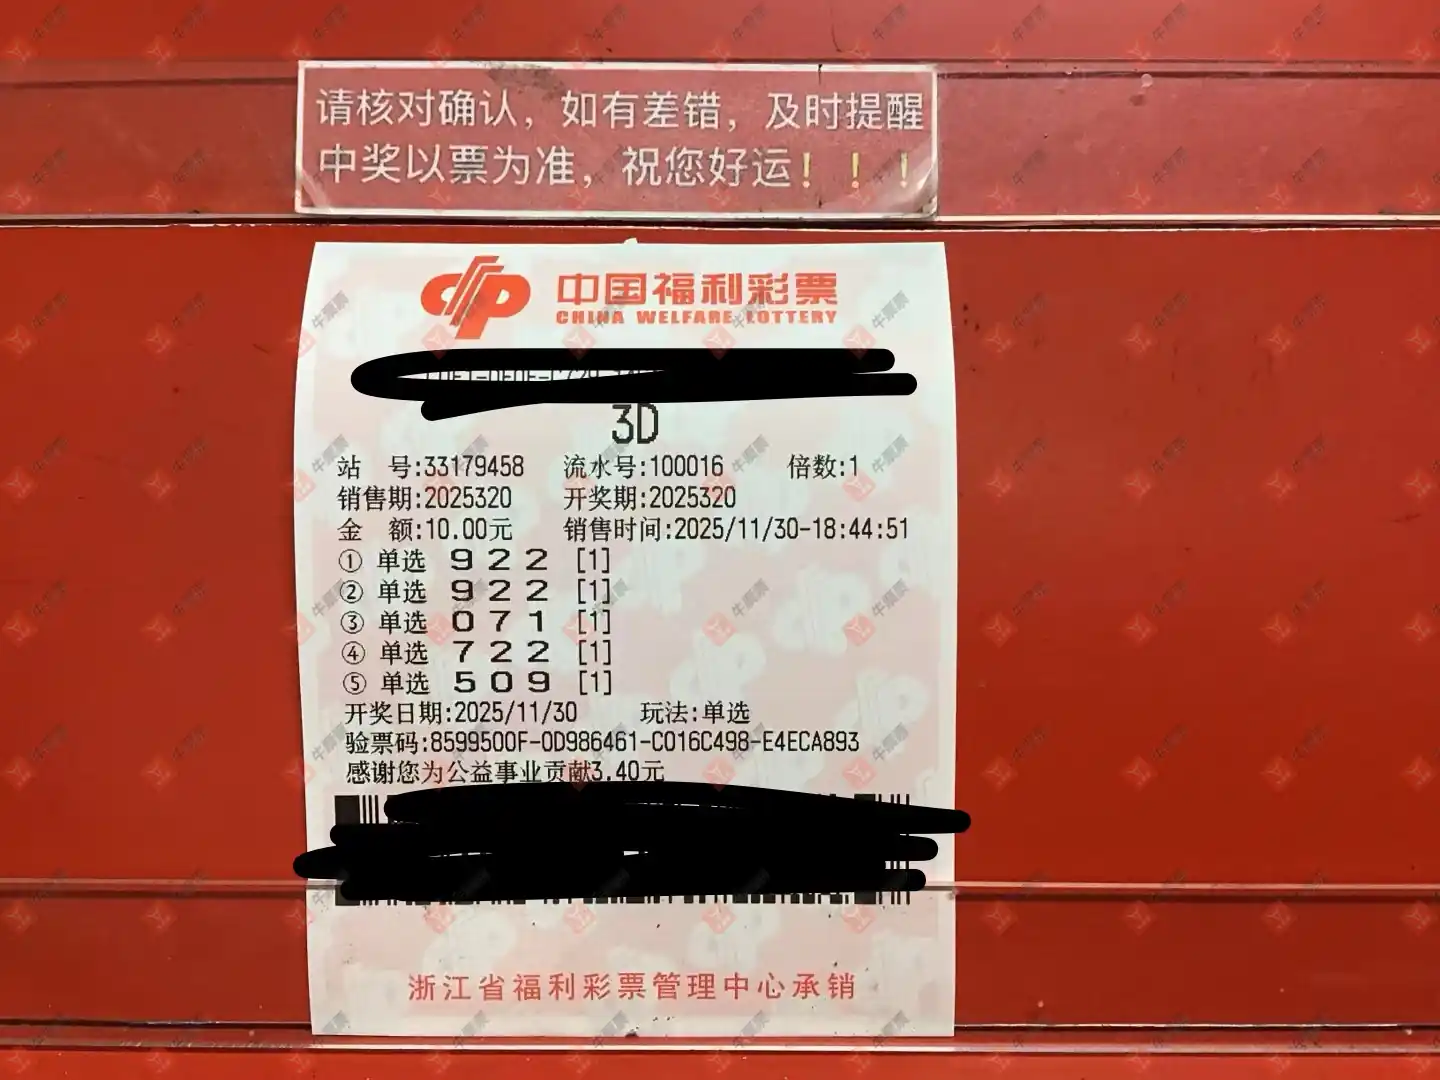 请核对确认，如有差错，及时提醒
中奖以票为准，祝您好运！！！
中国福利彩票
CHINA WELFARE LOTTERY
3D
站 号:33179458 流水号:100016 倍数:1
销售期:2025320 开奖期:2025320
金 额:10.00元 销售时间:2025/11/30-18:44:51
① 单选 9 2 2 [1]
② 单选 9 2 2 [1]
③ 单选 0 7 1 [1]
④ 单选 7 2 2 [1]
⑤ 单选 5 0 9 [1]
开奖日期:2025/11/30 玩法:单选
验票码:8599500F-0D986461-C016C498-E4ECA893
感谢您为公益事业贡献3.40元
浙江省福利彩票管理中心承销